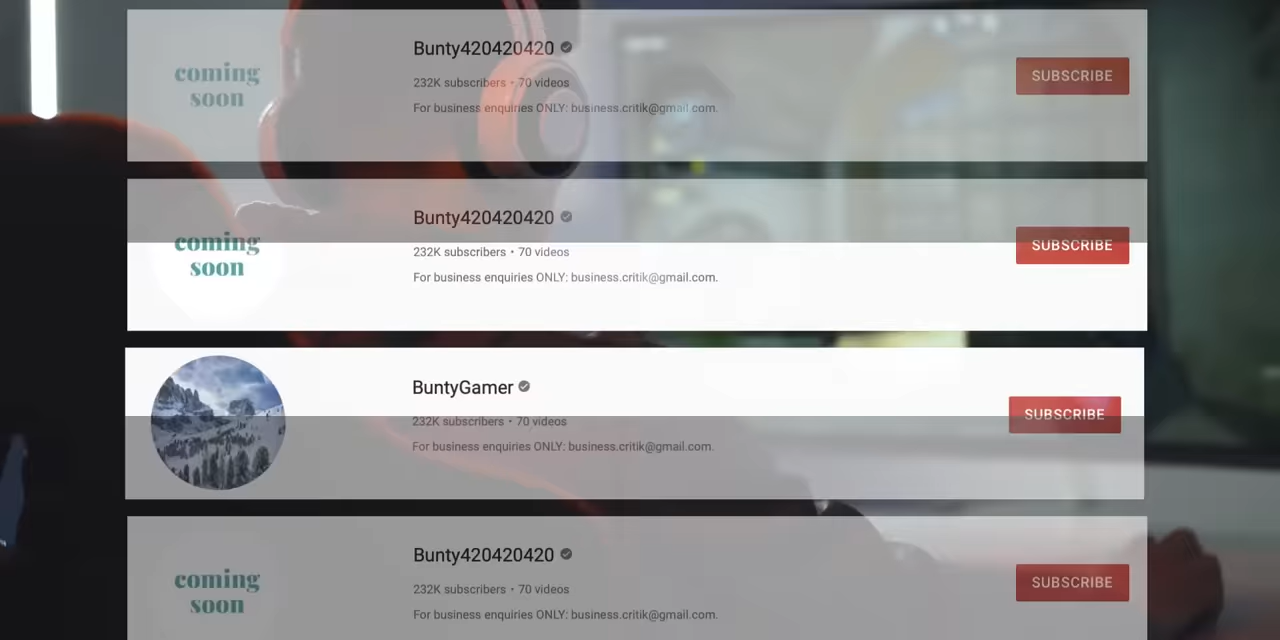 coming
soon
Bunty420420420
232K subscribers • 70 videos
For business enquiries ONLY: business.critik@gmail.com.
SUBSCRIBE
coming
soon
Bunty420420420
232K subscribers • 70 videos
For business enquiries ONLY: business.critik@gmail.com.
SUBSCRIBE
BuntyGamer
232K subscribers • 70 videos
For business enquiries ONLY: business.critik@gmail.com.
SUBSCRIBE
coming
soon
Bunty420420420
232K subscribers • 70 videos
For business enquiries ONLY: business.critik@gmail.com.
SUBSCRIBE